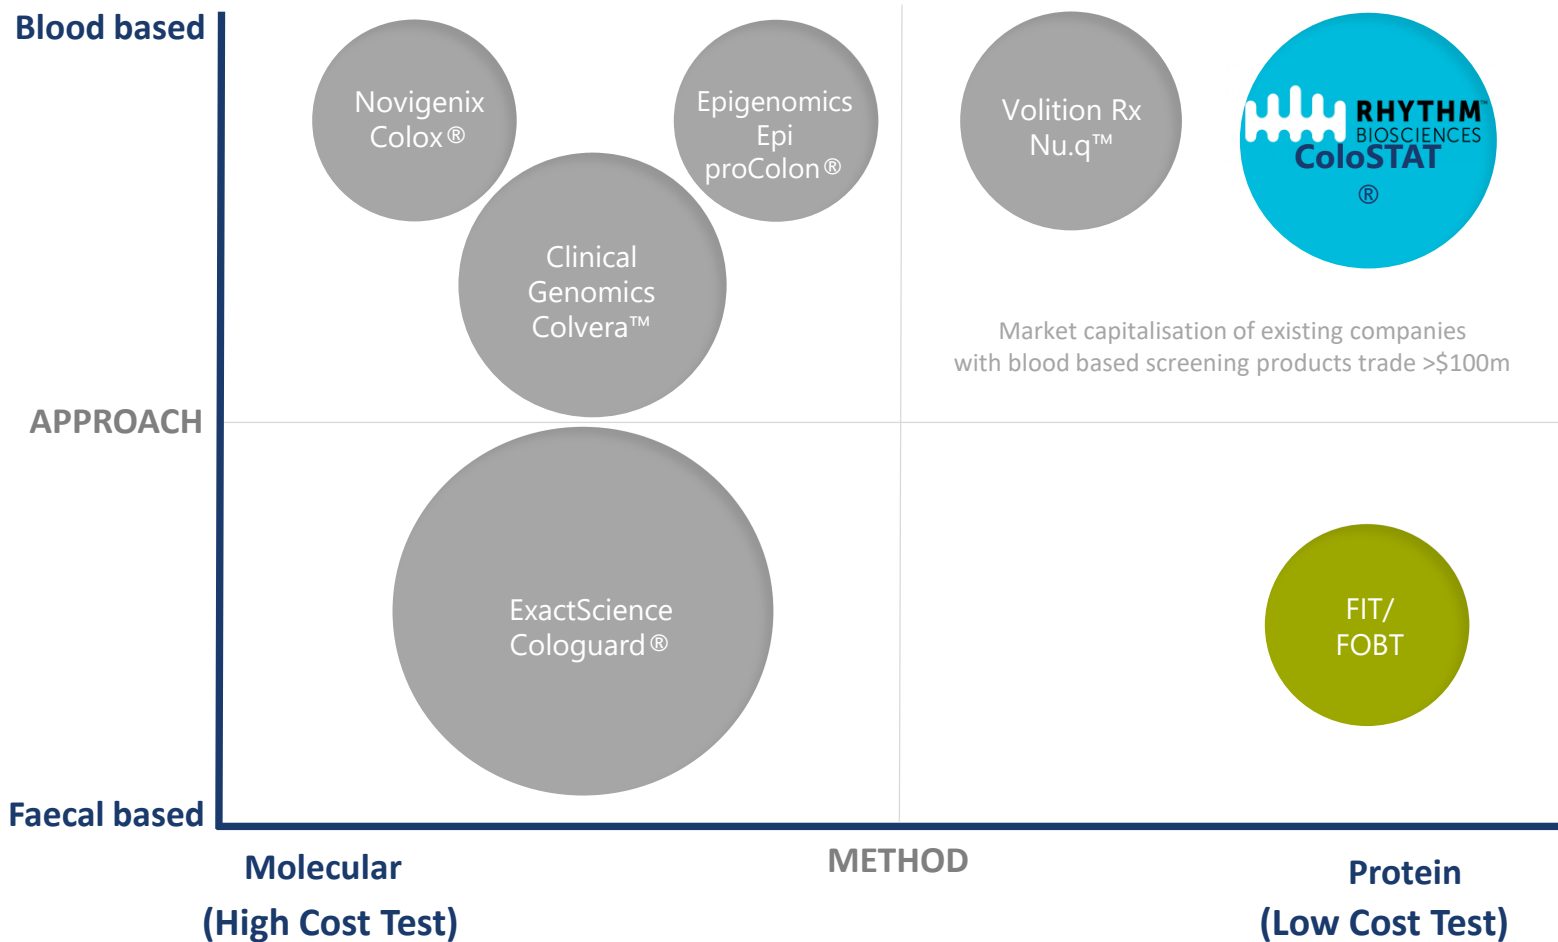 Blood based
Novigenix
Colox®
Epigenomics
Epi
proColon®
Volition Rx
Nu.q™
RHYTHM™
BIOSCIENCES
ColoSTAT
®
Clinical
Genomics
Colvera™
Market capitalisation of existing companies
with blood based screening products trade >$100m
APPROACH
ExactScience
Cologuard®
FIT/
FOBT
Faecal based
Molecular
(High Cost Test)
METHOD
Protein
(Low Cost Test)